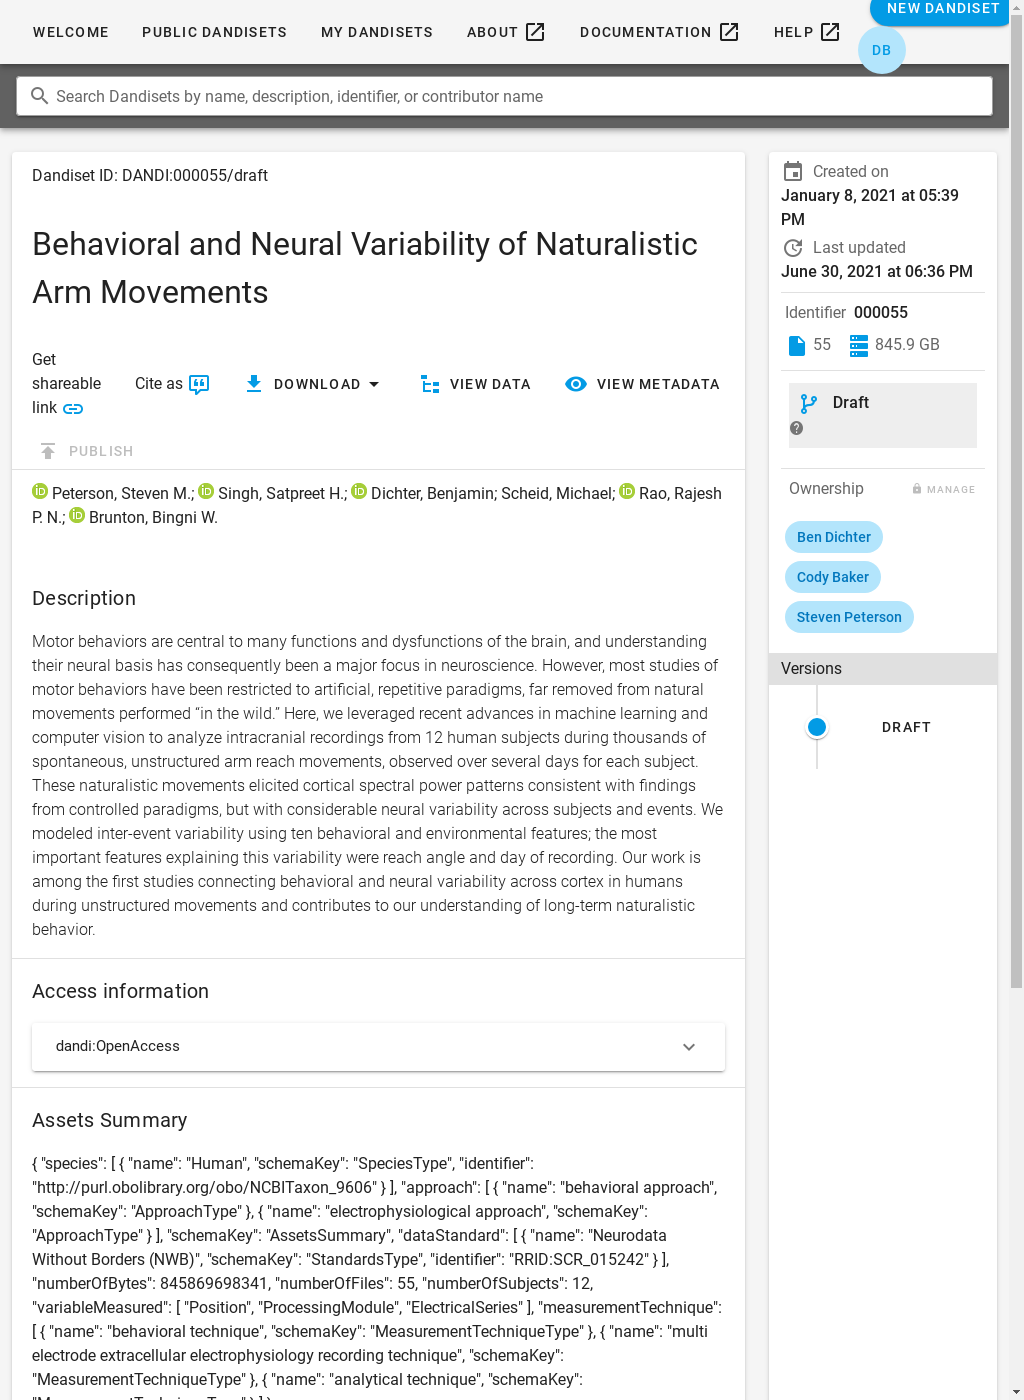 WELCOME PUBLIC DANDISETS MY DANDISETS ABOUT DOCUMENTATION HELP NEW DANDISET
DB
Search Dandisets by name, description, identifier, or contributor name
Dandiset ID: DANDI:000055/draft
Behavioral and Neural Variability of Naturalistic
Arm Movements
Get
shareable
link
Cite as
DOWNLOAD
VIEW DATA
VIEW METADATA
PUBLISH
Peterson, Steven M.; Singh, Satpreet H.; Dichter, Benjamin; Scheid, Michael; Rao, Rajesh
P. N.; Brunton, Bingni W.
Description
Motor behaviors are central to many functions and dysfunctions of the brain, and understanding
their neural basis has consequently been a major focus in neuroscience. However, most studies of
motor behaviors have been restricted to artificial, repetitive paradigms, far removed from natural
movements performed “in the wild.” Here, we leveraged recent advances in machine learning and
computer vision to analyze intracranial recordings from 12 human subjects during thousands of
spontaneous, unstructured arm reach movements, observed over several days for each subject.
These naturalistic movements elicited cortical spectral power patterns consistent with findings
from controlled paradigms, but with considerable neural variability across subjects and events. We
modeled inter-event variability using ten behavioral and environmental features; the most
important features explaining this variability were reach angle and day of recording. Our work is
among the first studies connecting behavioral and neural variability across cortex in humans
during unstructured movements and contributes to our understanding of long-term naturalistic
behavior.
Access information
dandi:OpenAccess
Assets Summary
{ "species": [ { "name": "Human", "schemaKey": "SpeciesType", "identifier":
"http://purl.obolibrary.org/obo/NCBITaxon_9606" } ], "approach": [ { "name": "behavioral approach",
"schemaKey": "ApproachType" }, { "name": "electrophysiological approach", "schemaKey":
"ApproachType" } ], "schemaKey": "AssetsSummary", "dataStandard": [ { "name": "Neurodata
Without Borders (NWB)", "schemaKey": "StandardsType", "identifier": "RRID:SCR_015242" } ],
"numberOfBytes": 845869698341, "numberOfFiles": 55, "numberOfSubjects": 12,
"variableMeasured": [ "Position", "ProcessingModule", "ElectricalSeries" ], "measurementTechnique":
[ { "name": "behavioral technique", "schemaKey": "MeasurementTechniqueType" }, { "name": "multi
electrode extracellular electrophysiology recording technique", "schemaKey":
"MeasurementTechniqueType" }, { "name": "analytical technique", "schemaKey":
"MeasurementTechniqueType" } ] }
Created on
January 8, 2021 at 05:39
PM
Last updated
June 30, 2021 at 06:36 PM
Identifier 000055
55 845.9 GB
Draft
Ownership MANAGE
Ben Dichter
Cody Baker
Steven Peterson
Versions
DRAFT